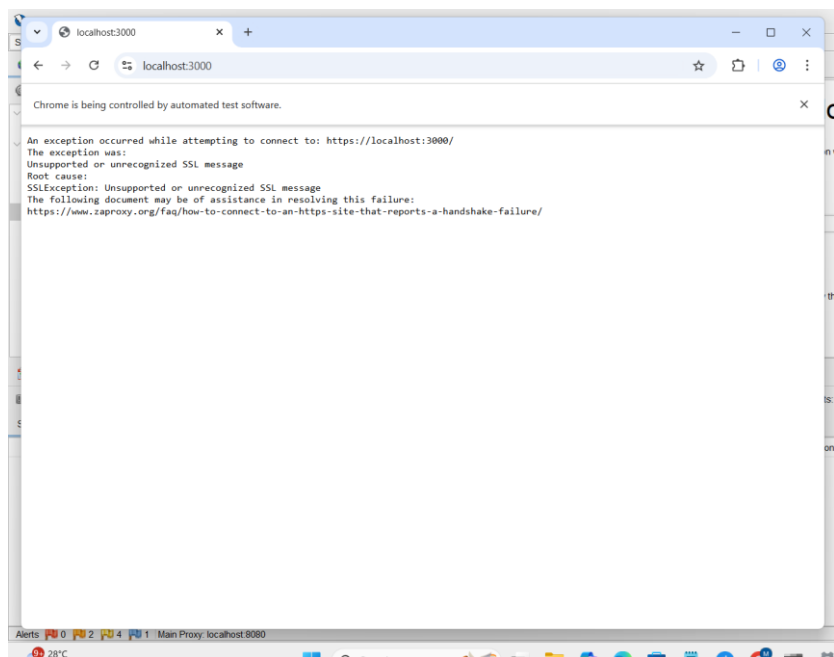 localhost:3000
localhost:3000
Chrome is being controlled by automated test software.
An exception occurred while attempting to connect to: https://localhost:3000/
The exception was:
Unsupported or unrecognized SSL message
Root cause:
SSLException: Unsupported or unrecognized SSL message
The following document may be of assistance in resolving this failure:
https://www.zaproxy.org/faq/how-to-connect-to-an-https-site-that-reports-a-handshake-failure/
Alerts 0 2 4 1 Main Proxy: localhost:8080
9+ 28°C